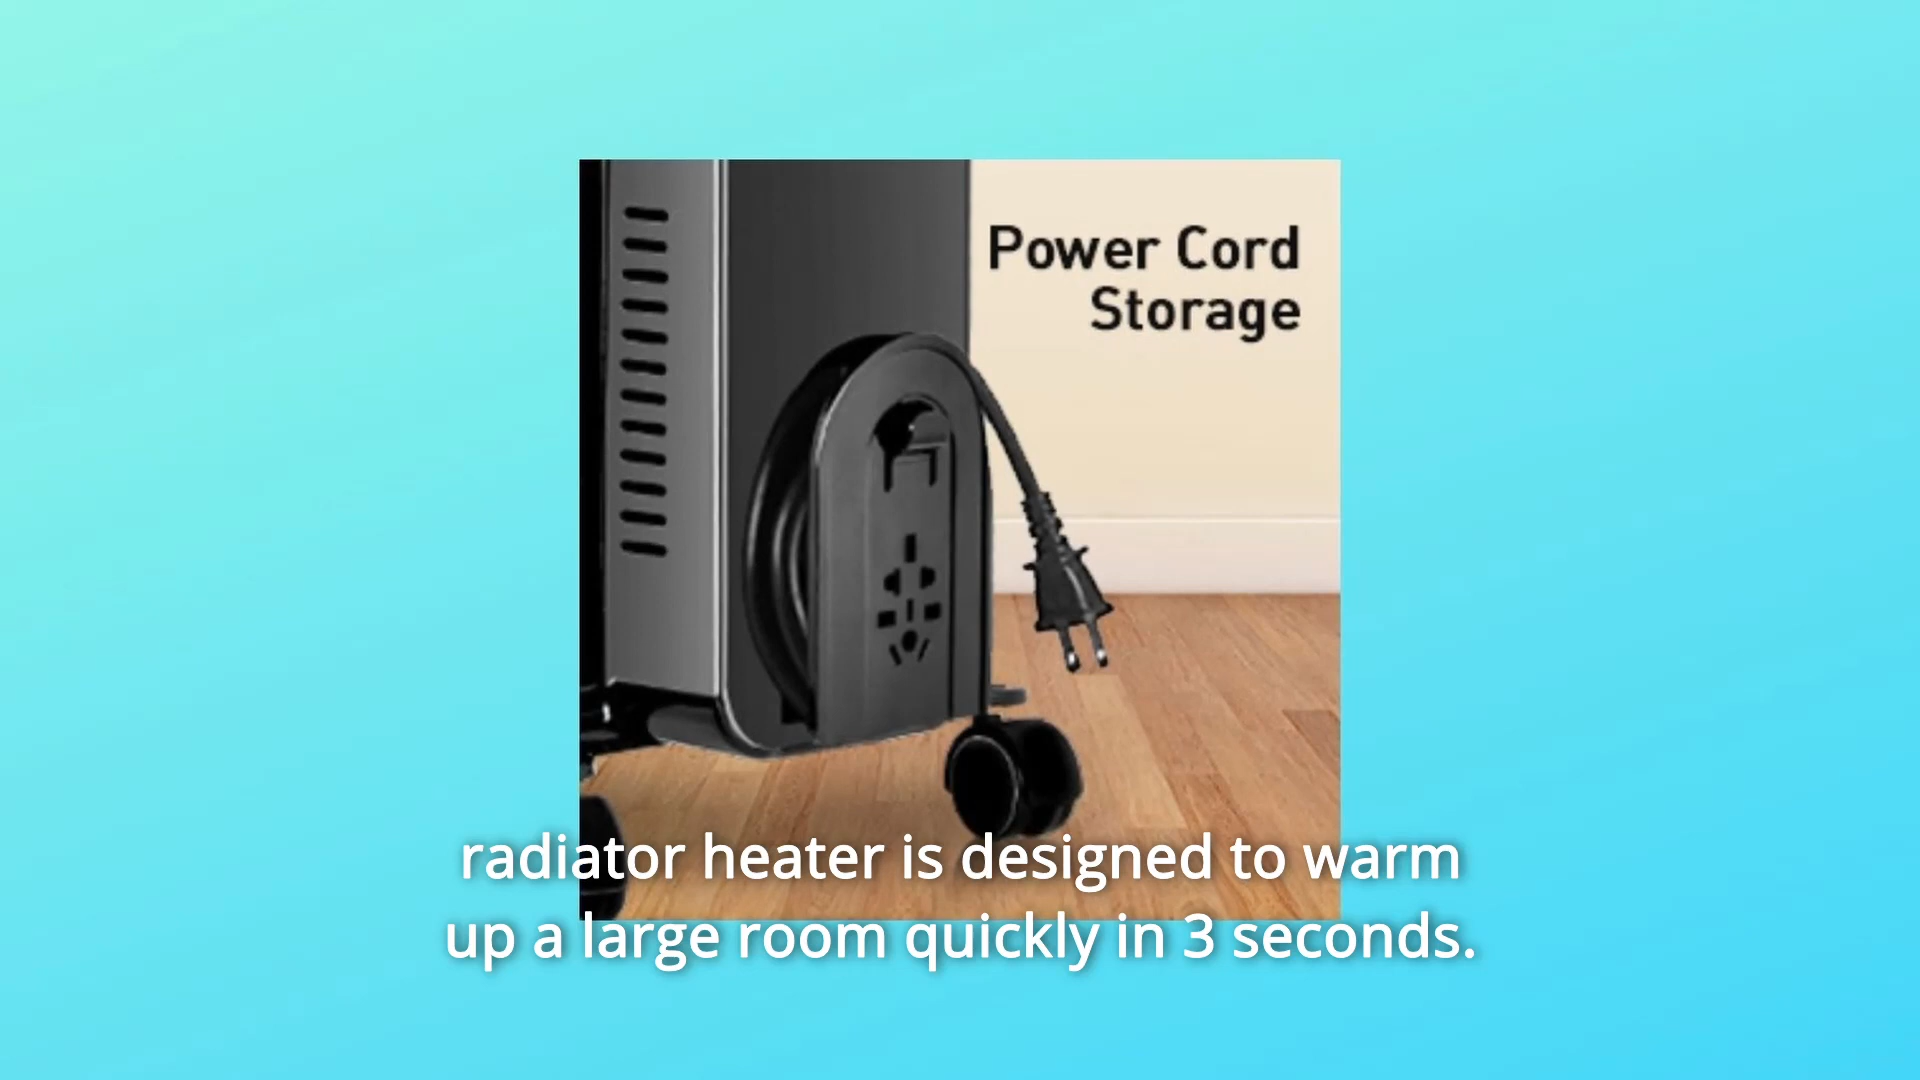 Power Cord
Storage
radiator heater is designed to warm
up a large room quickly in 3 seconds.